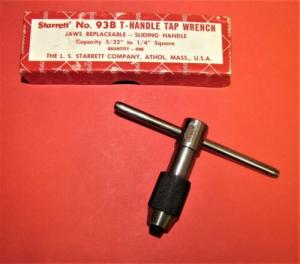 Starrett No. 93B T-HANDLE TAP WRENCH
JAWS REPLACEABLE — SLIDING HANDLE
Capacity 5/32" to 1/4" Square
QUANTITY — ONE
THE L. S. STARRETT COMPANY, ATHOL, MASS., U.S.A.